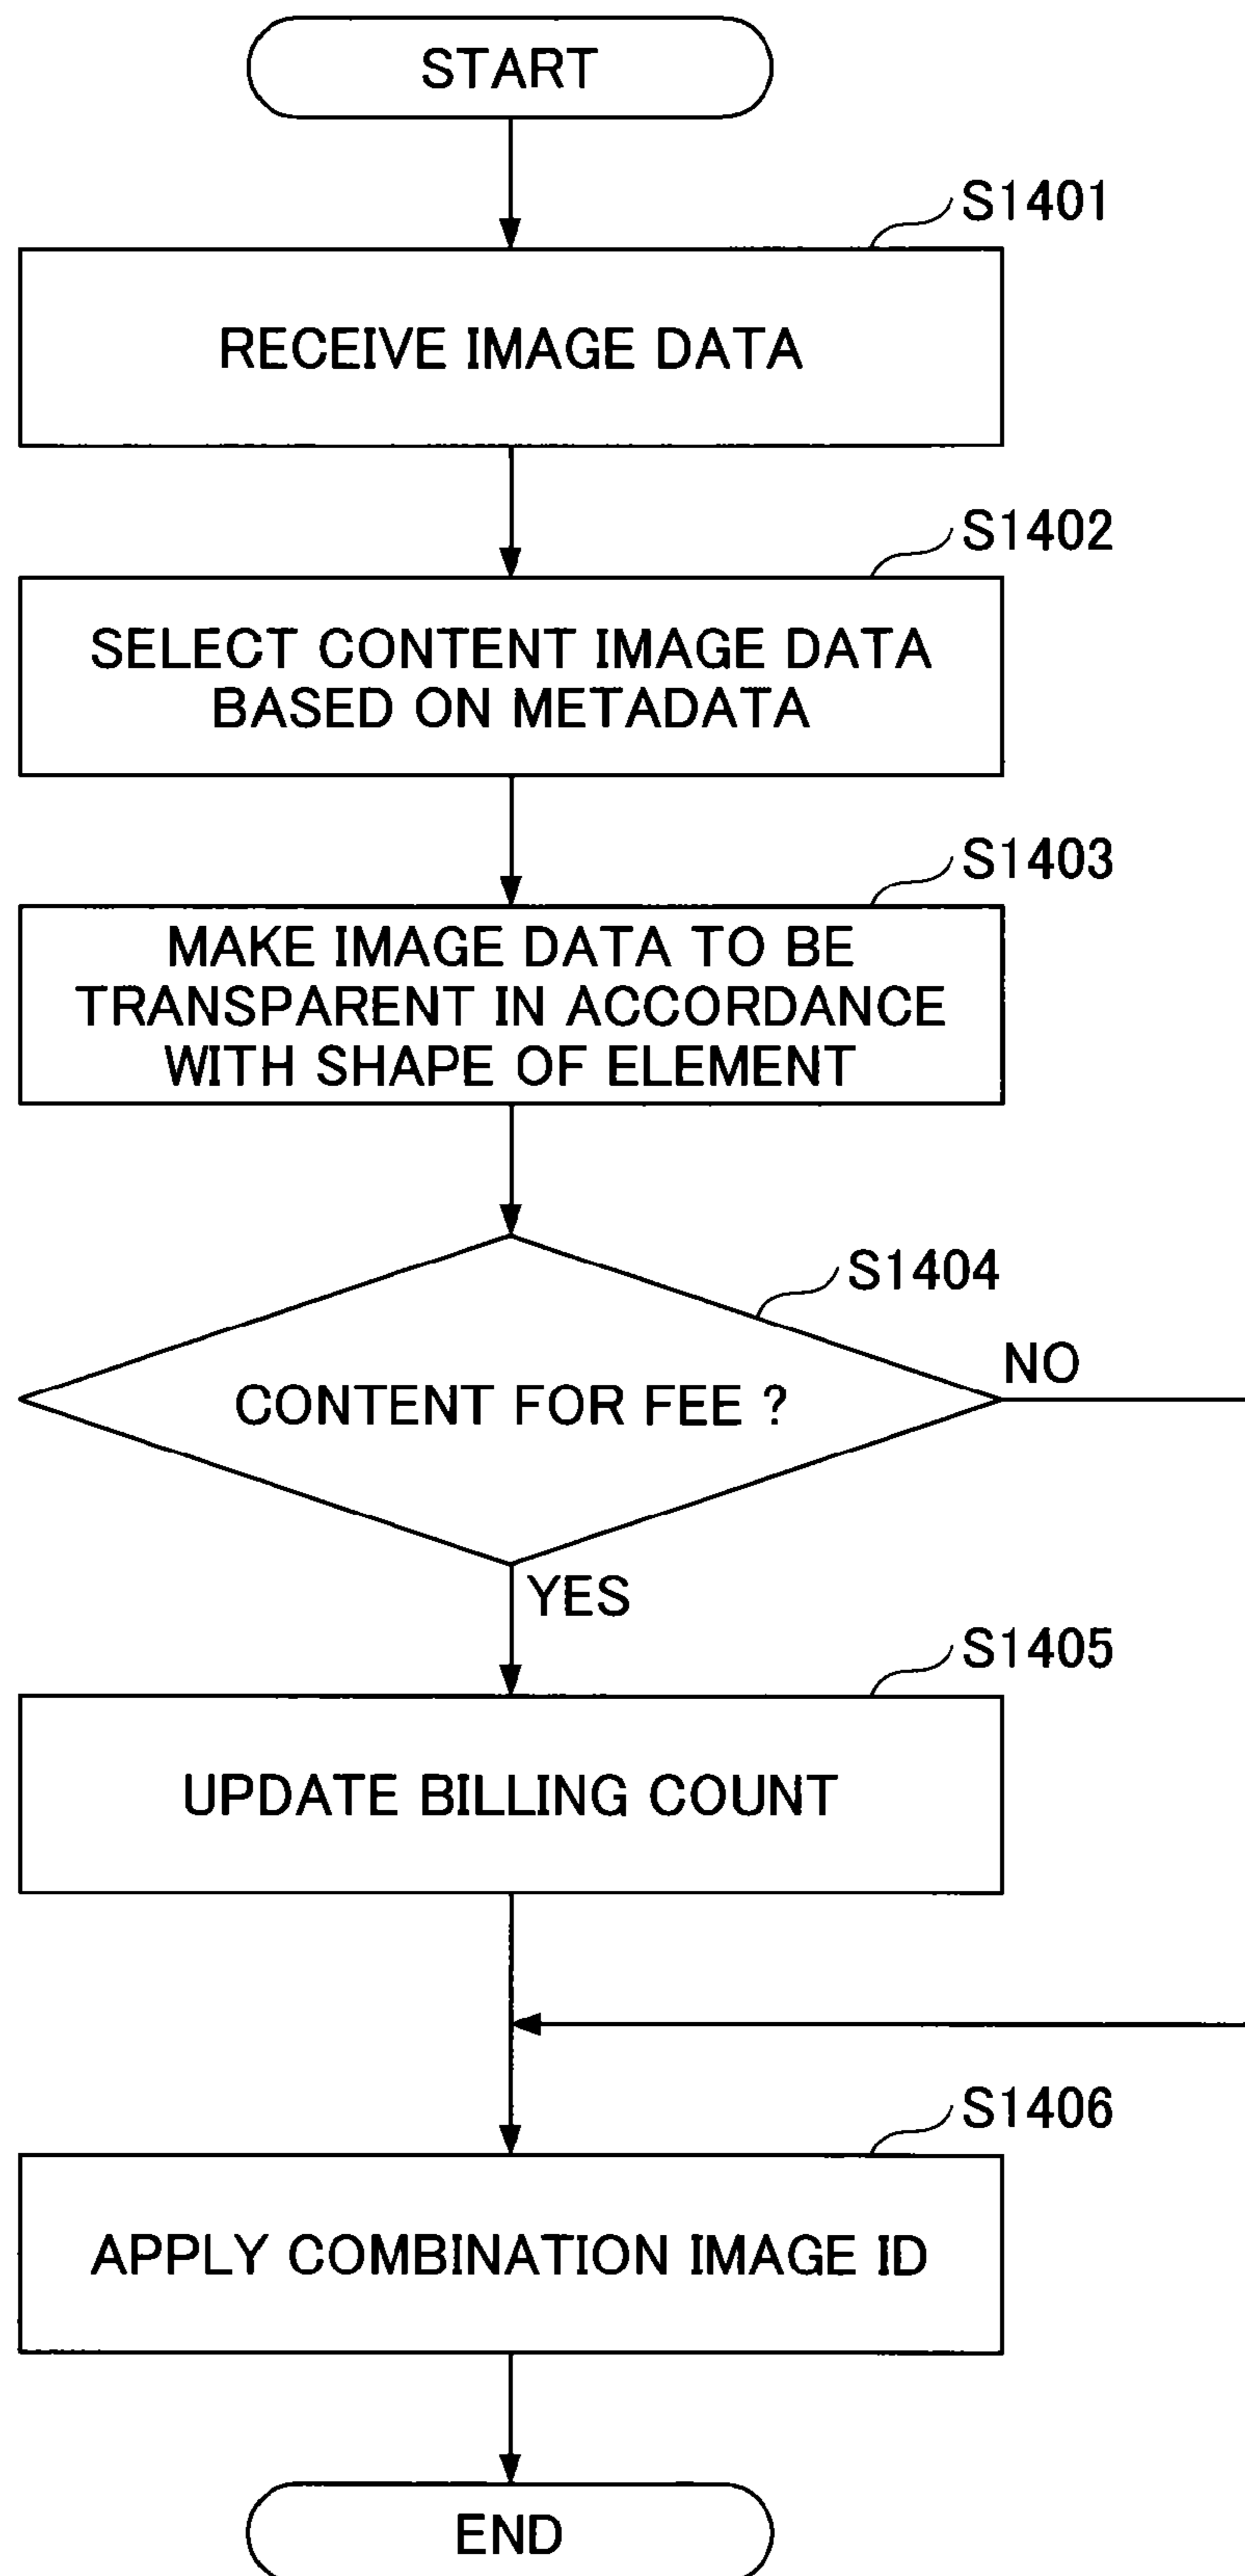 START
S1401
RECEIVE IMAGE DATA
S1402
SELECT CONTENT IMAGE DATA
BASED ON METADATA
S1403
MAKE IMAGE DATA TO BE
TRANSPARENT IN ACCORDANCE
WITH SHAPE OF ELEMENT
S1404
NO
CONTENT FOR FEE ?
YES
S1405
UPDATE BILLING COUNT
S1406
APPLY COMBINATION IMAGE ID
END